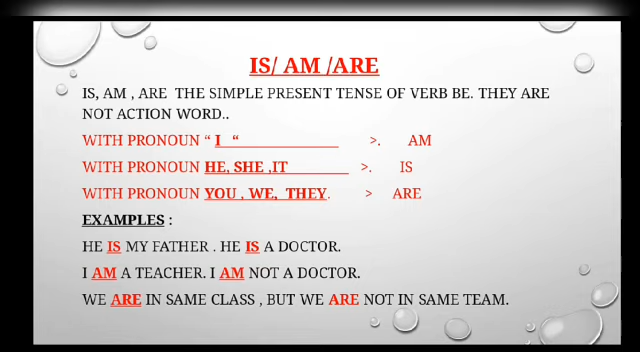 IS/ AM /ARE
IS, AM , ARE THE SIMPLE PRESENT TENSE OF VERB BE. THEY ARE
NOT ACTION WORD..
WITH PRONOUN “ I “ >. AM
WITH PRONOUN HE, SHE ,IT >. IS
WITH PRONOUN YOU , WE, THEY. > ARE
EXAMPLES :
HE IS MY FATHER . HE IS A DOCTOR.
I AM A TEACHER. I AM NOT A DOCTOR.
WE ARE IN SAME CLASS , BUT WE ARE NOT IN SAME TEAM.